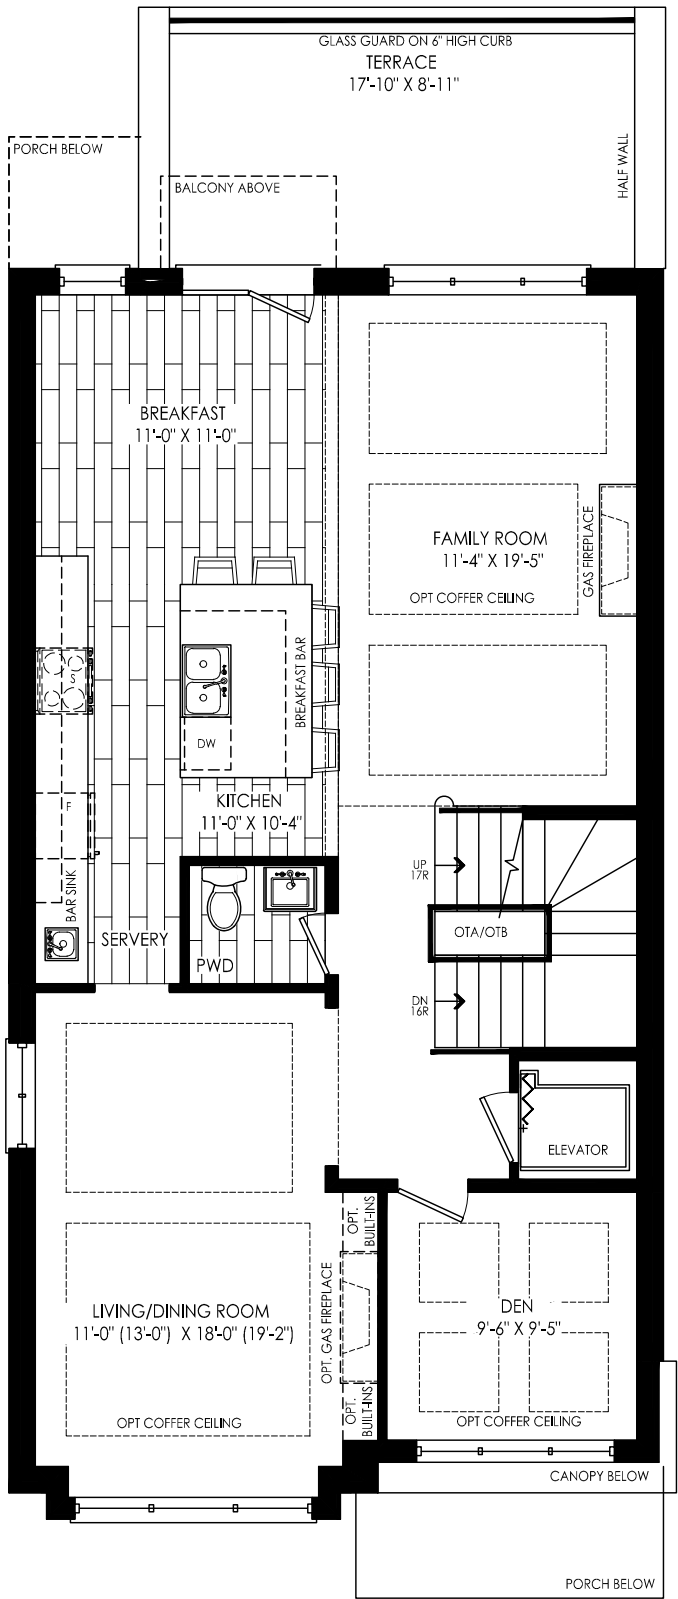 GLASS GUARD ON 6" HIGH CURB
TERRACE
17'-10" X 8'-11"
HALF WALL
PORCH BELOW
BALCONY ABOVE
BREAKFAST
11'-0" X 11'-0"
FAMILY ROOM
11'-4" X 19'-5"
OPT COFFER CEILING
GAS FIREPLACE
BREAKFAST BAR
S
DW
F
KITCHEN
11'-0" X 10'-4"
BAR SINK
SERVERY
PWD
UP
17R
OTA/OTB
DN
16R
ELEVATOR
OPT.
BUILT-INS
LIVING/DINING ROOM
11'-0" (13'-0") X 18'-0" (19'-2")
OPT COFFER CEILING
OPT. GAS FIREPLACE
OPT.
BUILT-INS
DEN
9'-6" X 9'-5"
OPT COFFER CEILING
CANOPY BELOW
PORCH BELOW